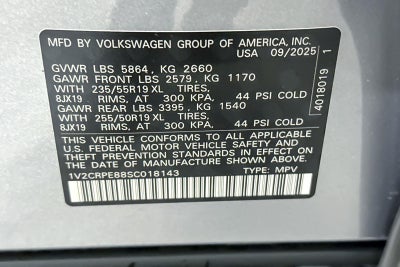 MFD BY VOLKSWAGEN GROUP OF AMERICA, INC.
USA 09/2025
GVWR LBS 5864, KG 2660
GAWR FRONT LBS 2579, KG 1170
WITH 235/55R19 XL TIRES,
8JX19 RIMS, AT 300 KPA. 44 PSI COLD
GAWR REAR LBS 3395, KG 1540
WITH 255/50R19 XL TIRES,
8JX19 RIMS, AT 300 KPA. 44 PSI COLD
THIS VEHICLE CONFORMS TO ALL APPLICABLE
U.S. FEDERAL MOTOR VEHICLE SAFETY AND
THEFT PREVENTION STANDARDS IN EFFECT ON
THE DATE OF MANUFACTURE SHOWN ABOVE.
1V2CRPE88SC018143 TYPE: MPV
4018019 1